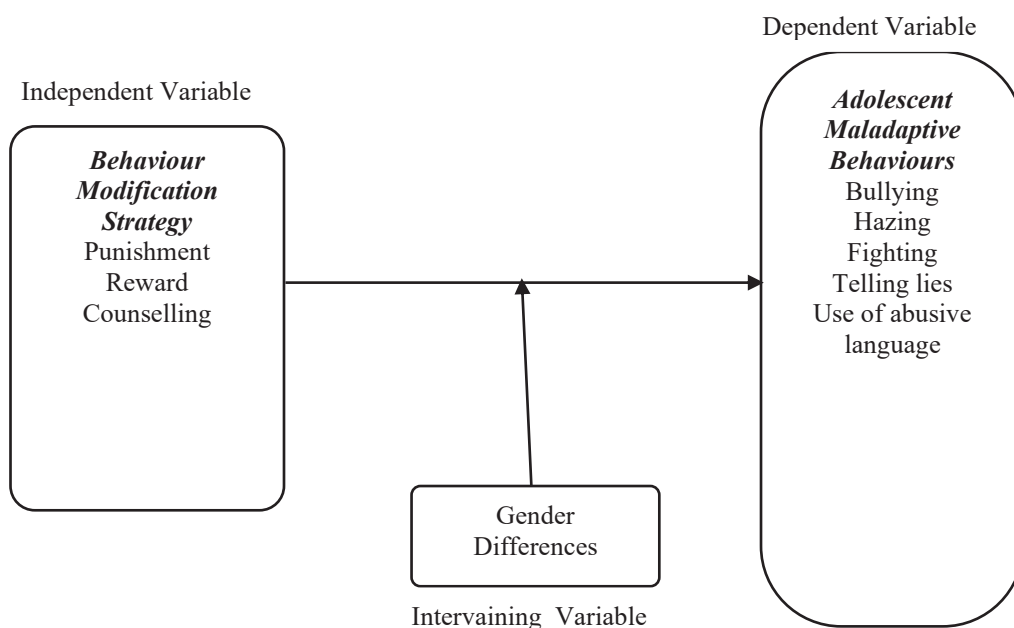 Dependent Variable
Independent Variable
Behaviour
Modification
Strategy
Punishment
Reward
Counselling
Adolescent
Maladaptive
Behaviours
Bullying
Hazing
Fighting
Telling lies
Use of abusive
language
Gender
Differences
Intervaining Variable